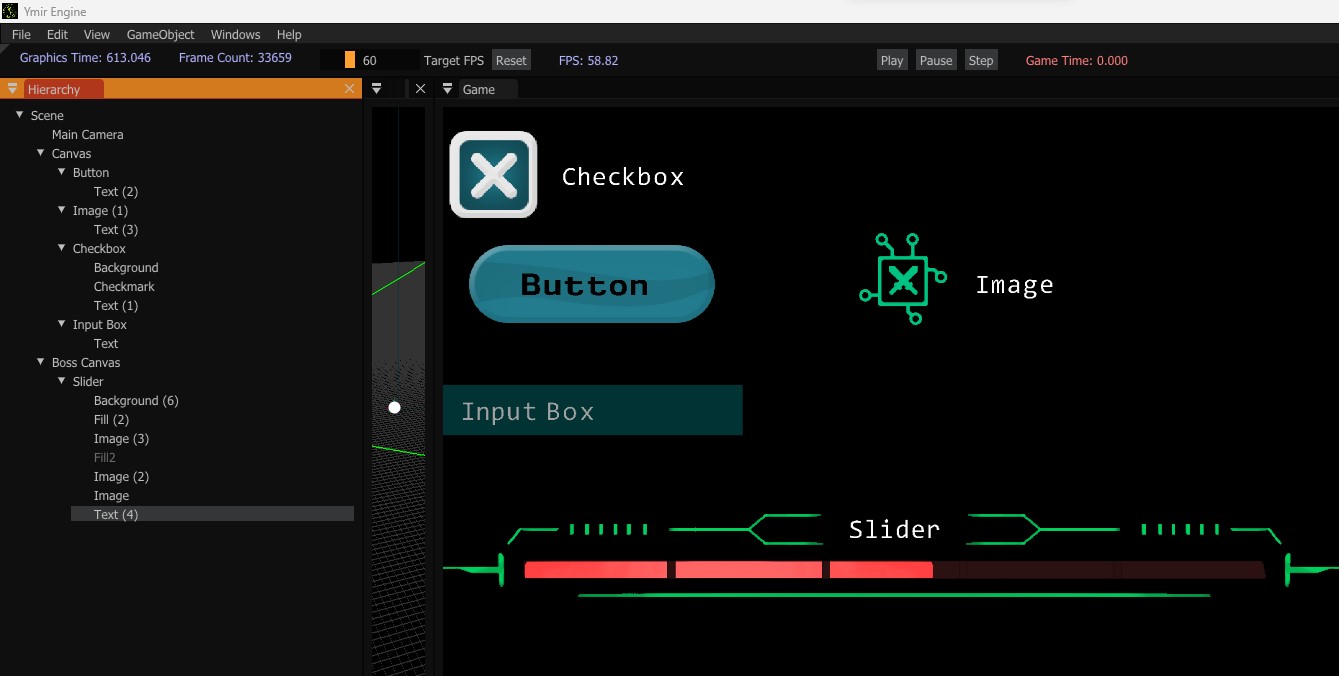 Ymir Engine
File Edit View GameObject Windows Help
Graphics Time: 613.046 Frame Count: 33659 60 Target FPS Reset FPS: 58.82 Play Pause Step Game Time: 0.000
Hierarchy
Game
Scene
Main Camera
Canvas
Button
Text (2)
Image (1)
Text (3)
Checkbox
Background
Checkmark
Text (1)
Input Box
Text
Boss Canvas
Slider
Background (6)
Fill (2)
Image (3)
Fill2
Image (2)
Image
Text (4)
Checkbox
Button
Image
Input Box
Slider